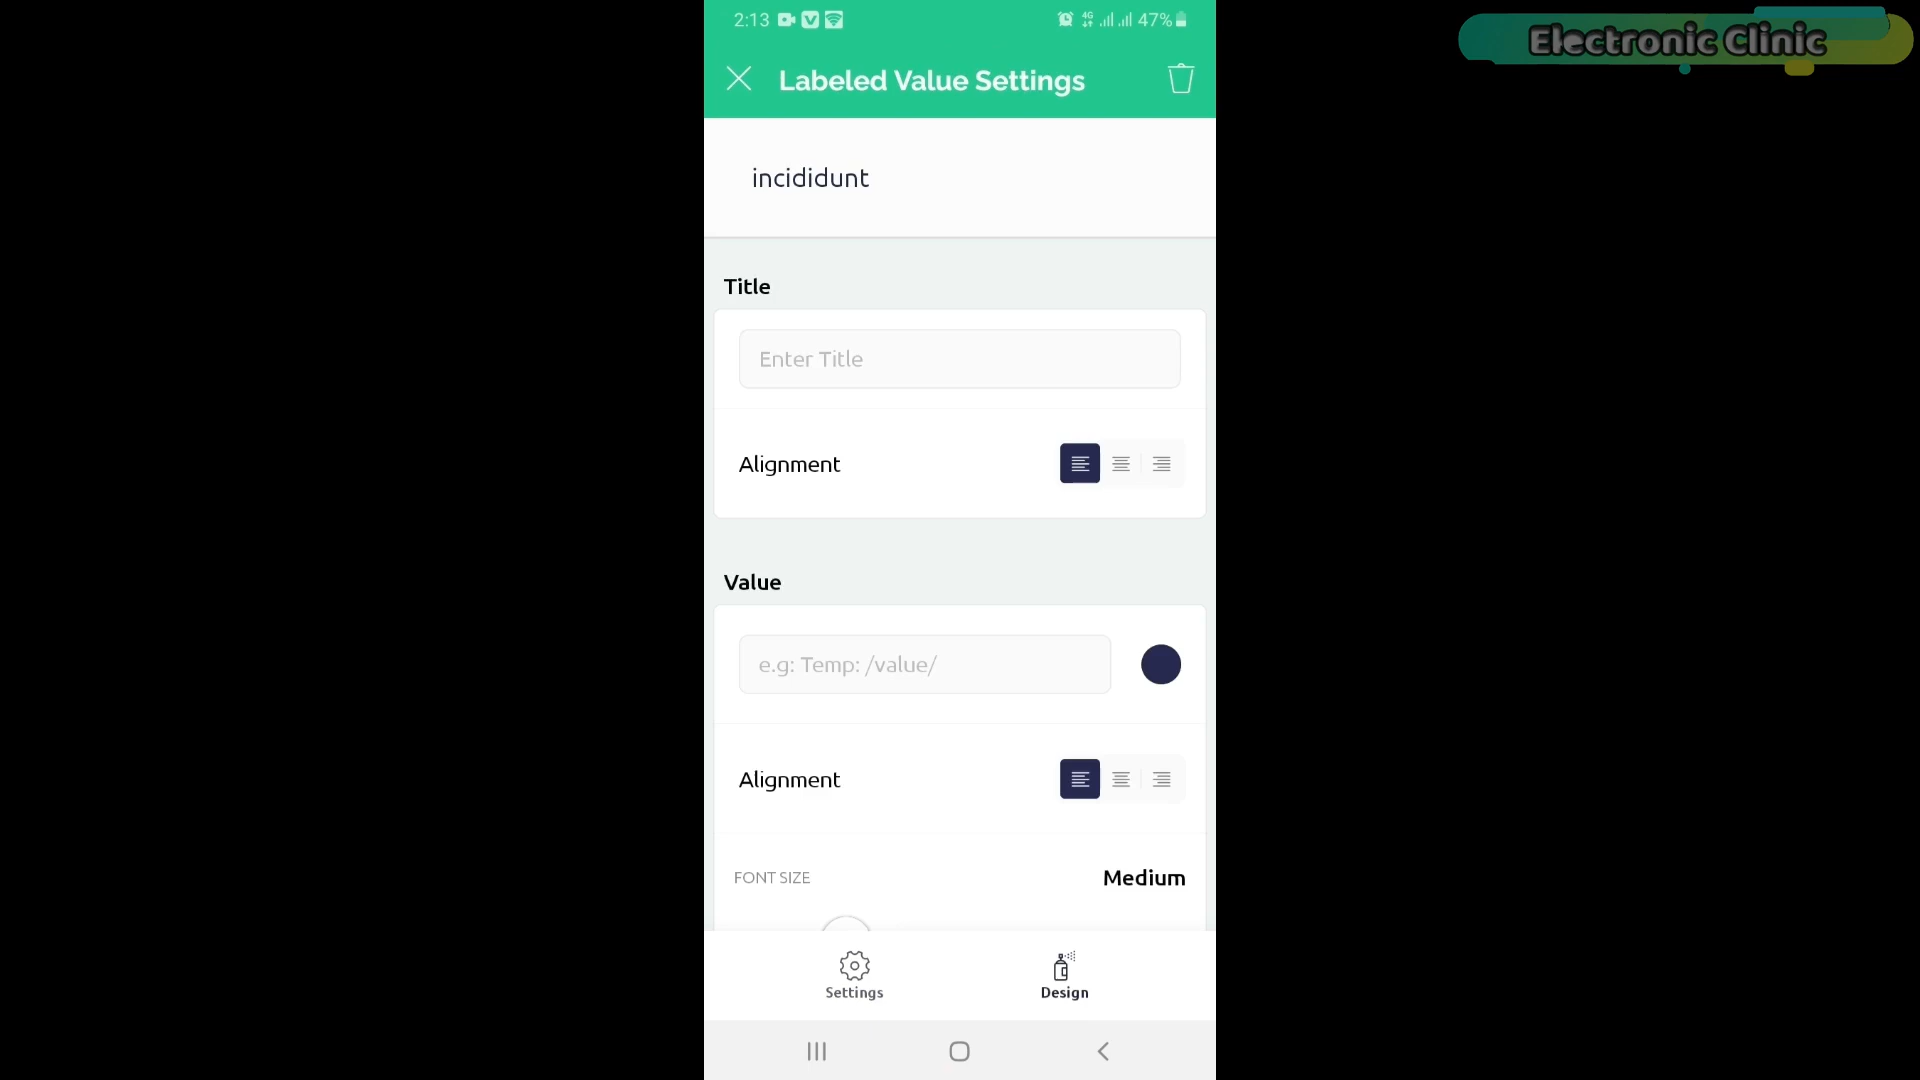 2:13
4G
47%
Electronic Clinic
Labeled Value Settings
incididunt
Title
Enter Title
Alignment
Value
e.g: Temp: /value/
Alignment
FONT SIZE
Medium
Settings
Design